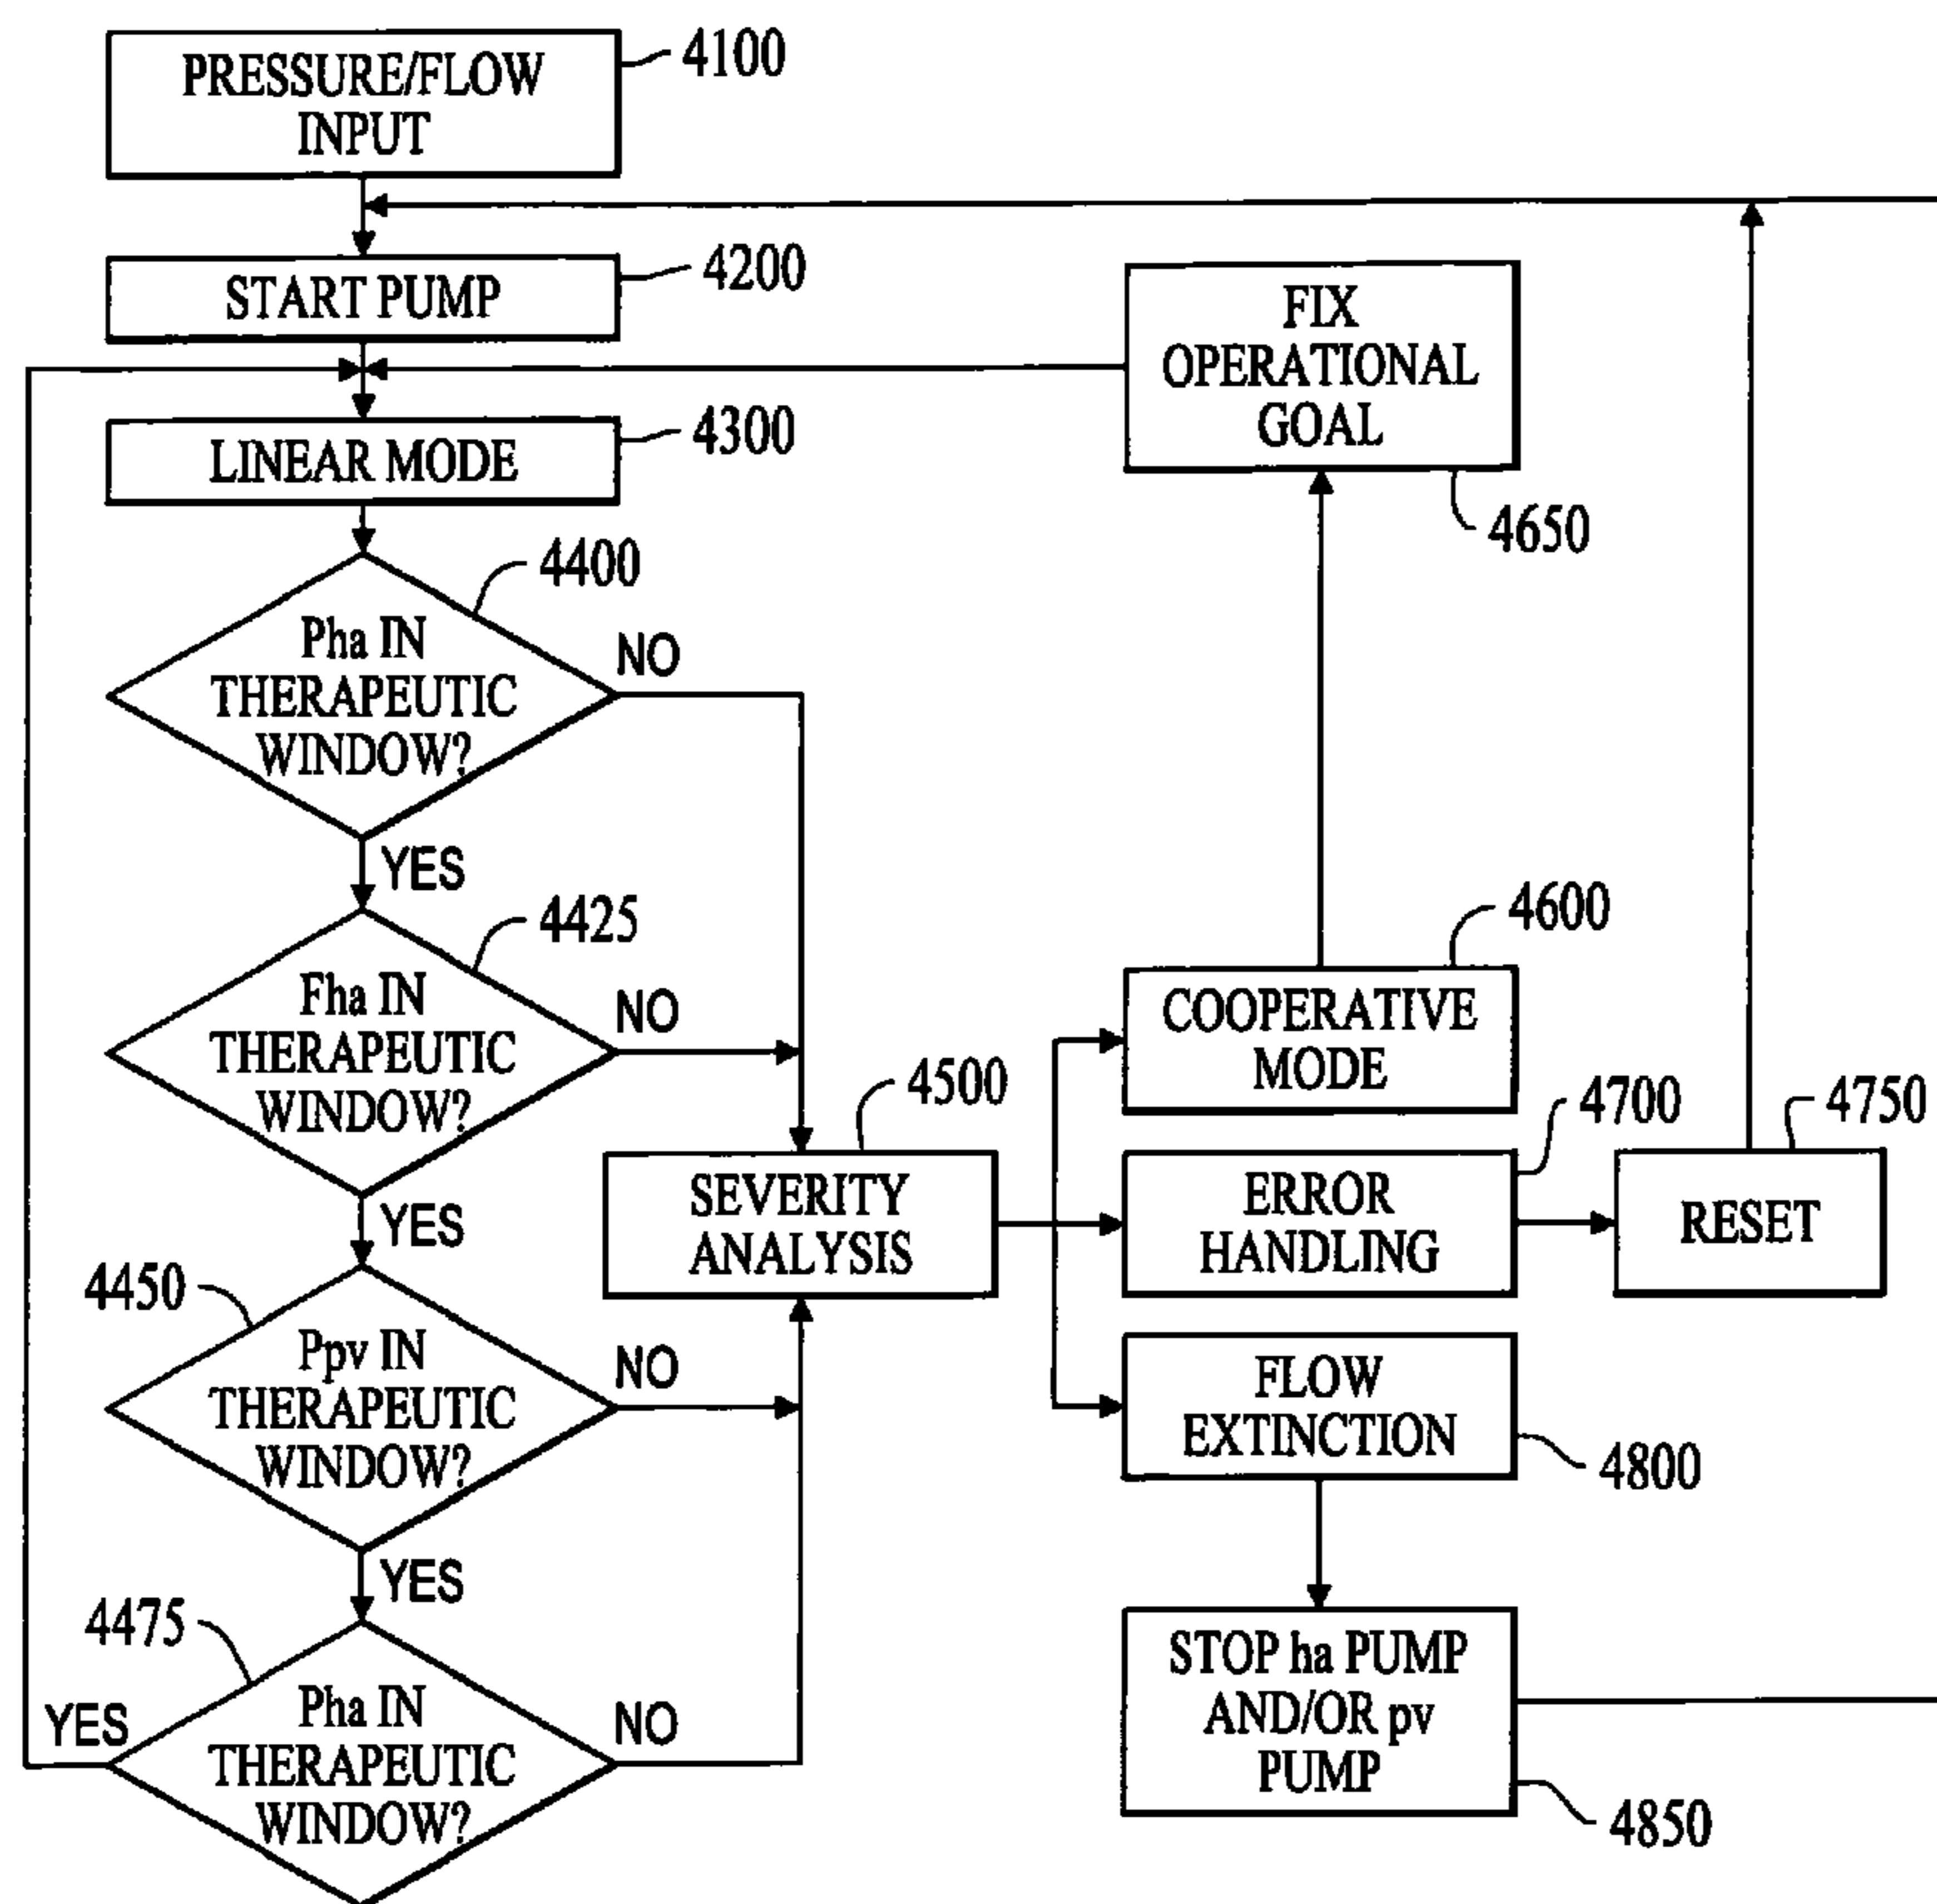 PRESSURE/FLOW
INPUT
4100
START PUMP
4200
LINEAR MODE
4300
FIX
OPERATIONAL
GOAL
4650
4400
Pha IN
THERAPEUTIC
WINDOW?
NO
YES
4425
Fha IN
THERAPEUTIC
WINDOW?
NO
YES
4450
Ppv IN
THERAPEUTIC
WINDOW?
NO
YES
4475
Pha IN
THERAPEUTIC
WINDOW?
YES
NO
4500
SEVERITY
ANALYSIS
4600
COOPERATIVE
MODE
4700
ERROR
HANDLING
4750
RESET
FLOW
EXTINCTION
4800
STOP ha PUMP
AND/OR pv
PUMP
4850